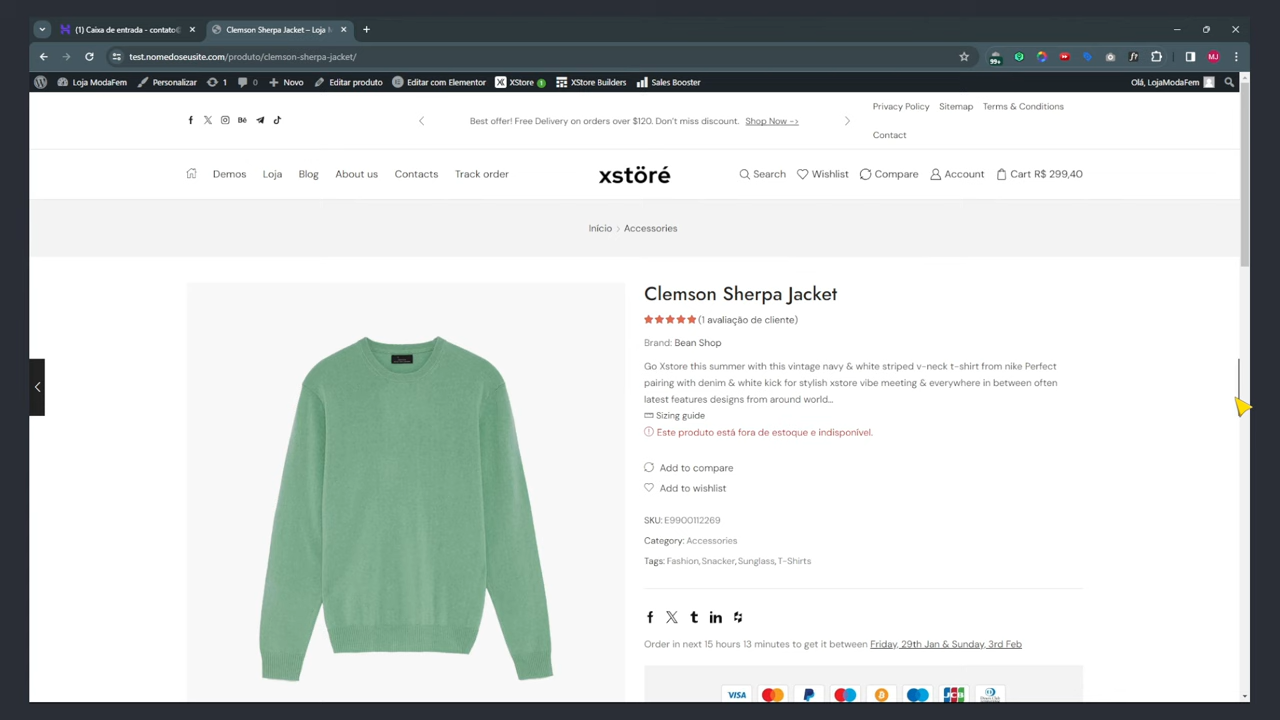 (1) Caixa de entrada - contato@
Clemson Sherpa Jacket – Loja M
test.nomedoseusite.com/produto/clemson-sherpa-jacket/
99+
MJ
Loja ModaFem
Personalizar
1
0
Novo
Editar produto
Editar com Elementor
XStore 1
XStore Builders
Sales Booster
Olá, LojaModaFem
Best offer! Free Delivery on orders over $120. Don't miss discount. Shop Now ->
Privacy Policy Sitemap Terms & Conditions
Contact
Demos Loja Blog About us Contacts Track order
xstöré
Search Wishlist Compare Account Cart R$ 299,40
Início > Accessories
Clemson Sherpa Jacket
(1 avaliação de cliente)
Brand: Bean Shop
Go Xstore this summer with this vintage navy & white striped v-neck t-shirt from nike Perfect
pairing with denim & white kick for stylish xstore vibe meeting & everywhere in between often
latest features designs from around world...
Sizing guide
Este produto está fora de estoque e indisponível.
Add to compare
Add to wishlist
SKU: E9900112269
Category: Accessories
Tags: Fashion, Snacker, Sunglass, T-Shirts
Order in next 15 hours 13 minutes to get it between Friday, 29th Jan & Sunday, 3rd Feb
VISA
JCB